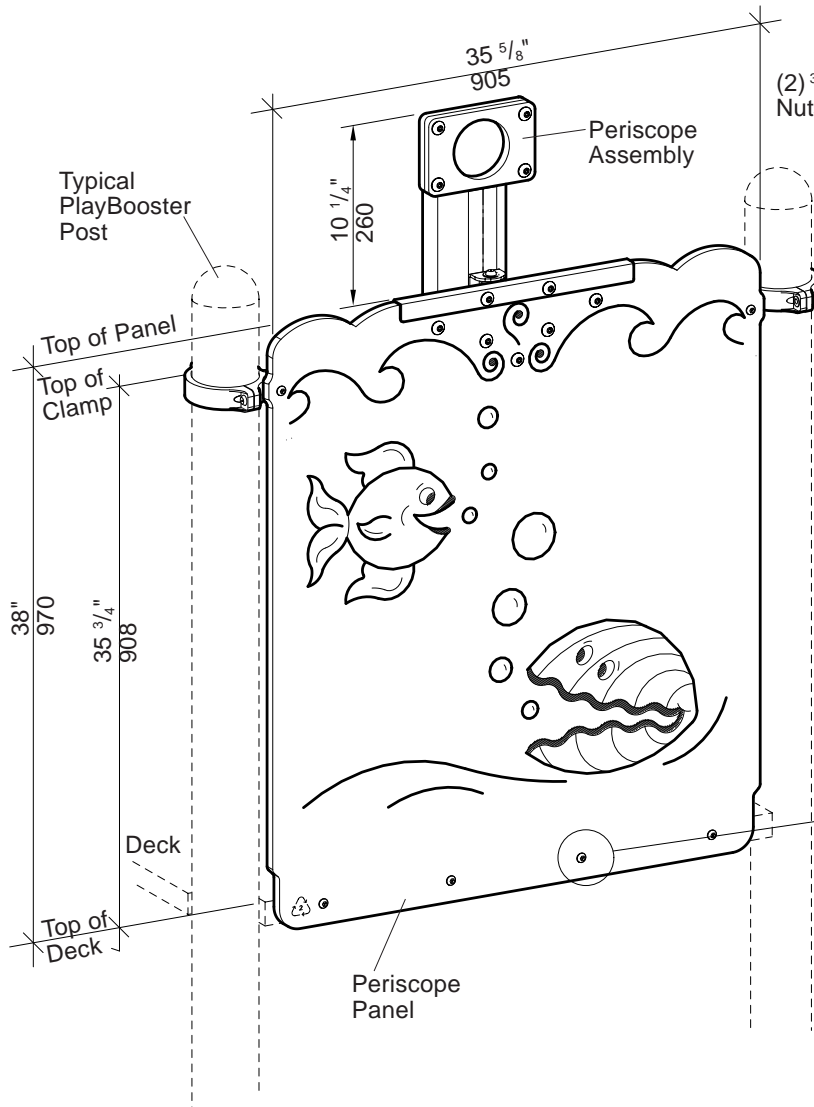 35 5/8"
905
(2)
Nut
Periscope
Assembly
Typical
PlayBooster
Post
10 1/4"
260
Top of Panel
Top of
Clamp
38"
970
35 3/4"
908
Deck
Top of
Deck
2
Periscope
Panel